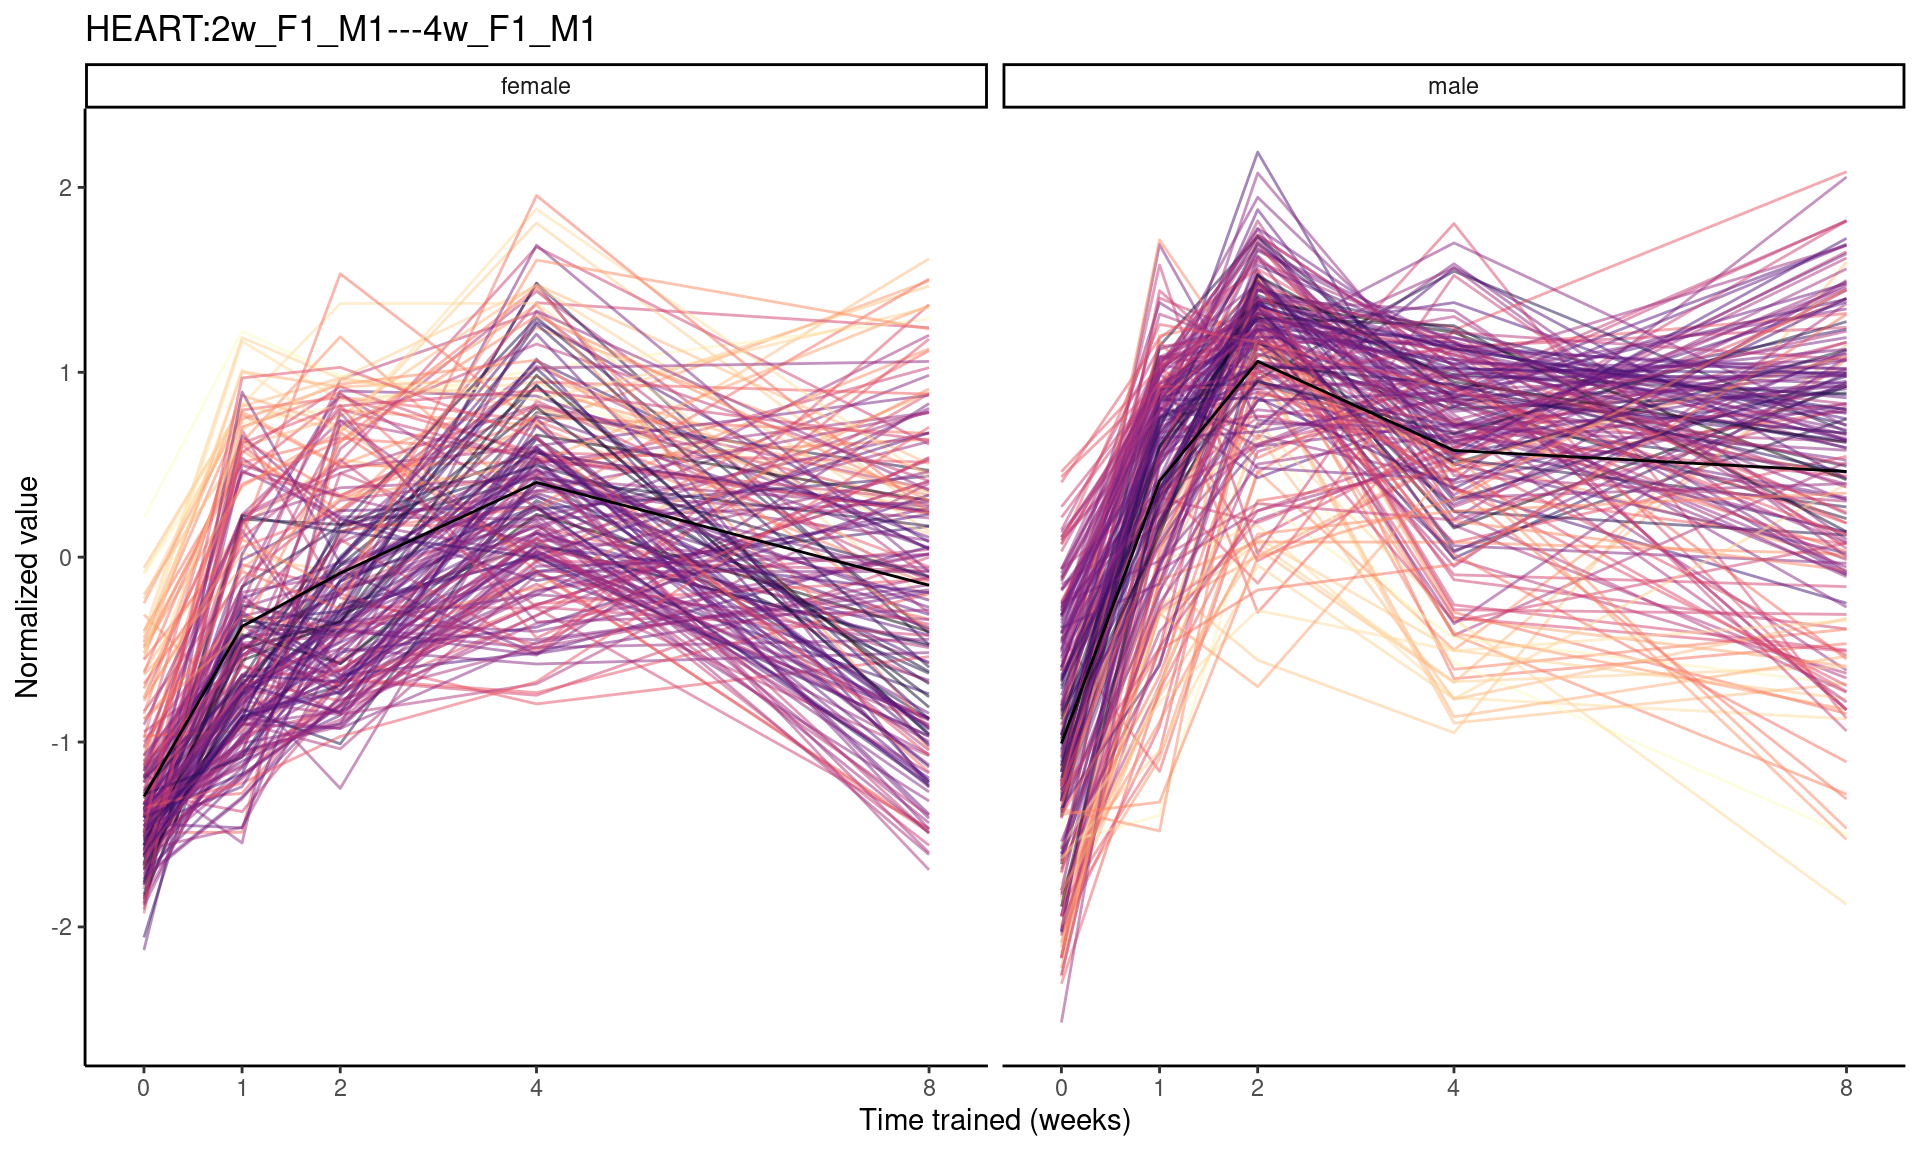 HEART:2w_F1_M1---4w_F1_M1
female
male
Normalized value
2
1
0
-1
-2
0 1 2 4 8
0 1 2 4 8
Time trained (weeks)